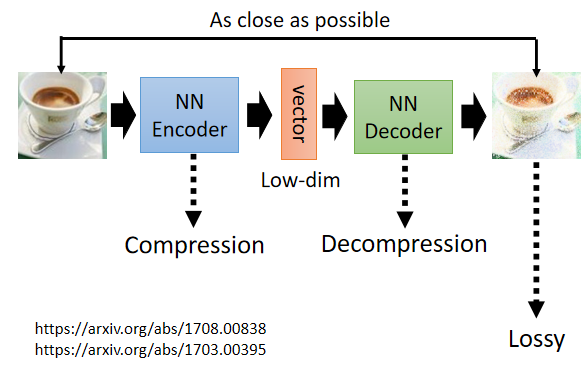 As close as possible
NN
Encoder
vector
NN
Decoder
Low-dim
Compression
Decompression
Lossy
https://arxiv.org/abs/1708.00838
https://arxiv.org/abs/1703.00395